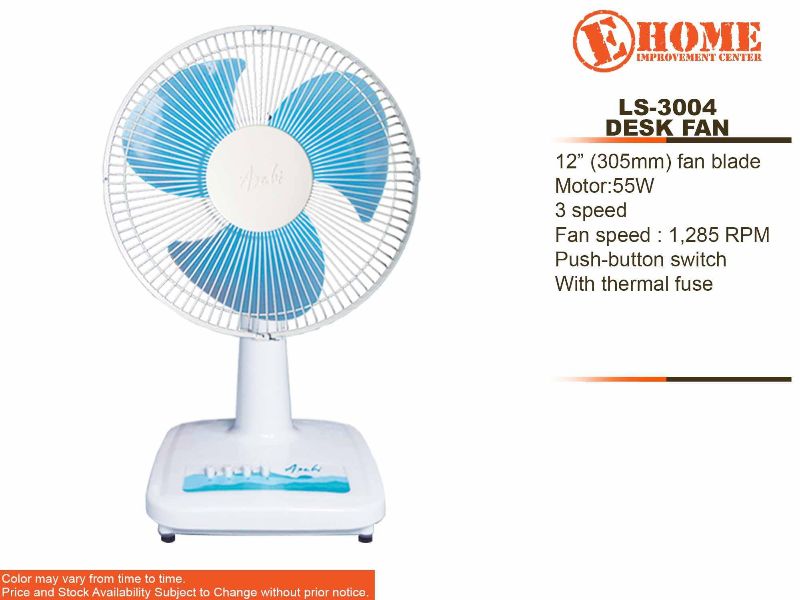 E HOME
IMPROVEMENT CENTER
LS-3004
DESK FAN
12” (305mm) fan blade
Motor:55W
3 speed
Fan speed : 1,285 RPM
Push-button switch
With thermal fuse
Asahi
Asahi
Color may vary from time to time.
Price and Stock Availability Subject to Change without prior notice.